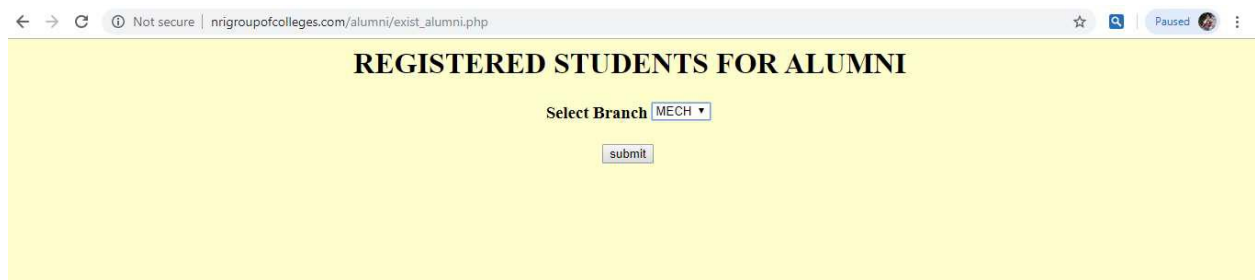 Not secure | nrigroupofcolleges.com/alumni/exist_alumni.php Paused
REGISTERED STUDENTS FOR ALUMNI
Select Branch MECH
submit